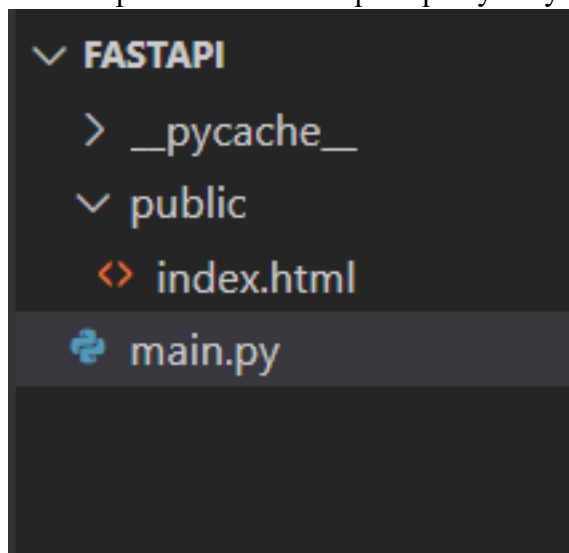 FASTAPI
__pycache__
public
<> index.html
main.py